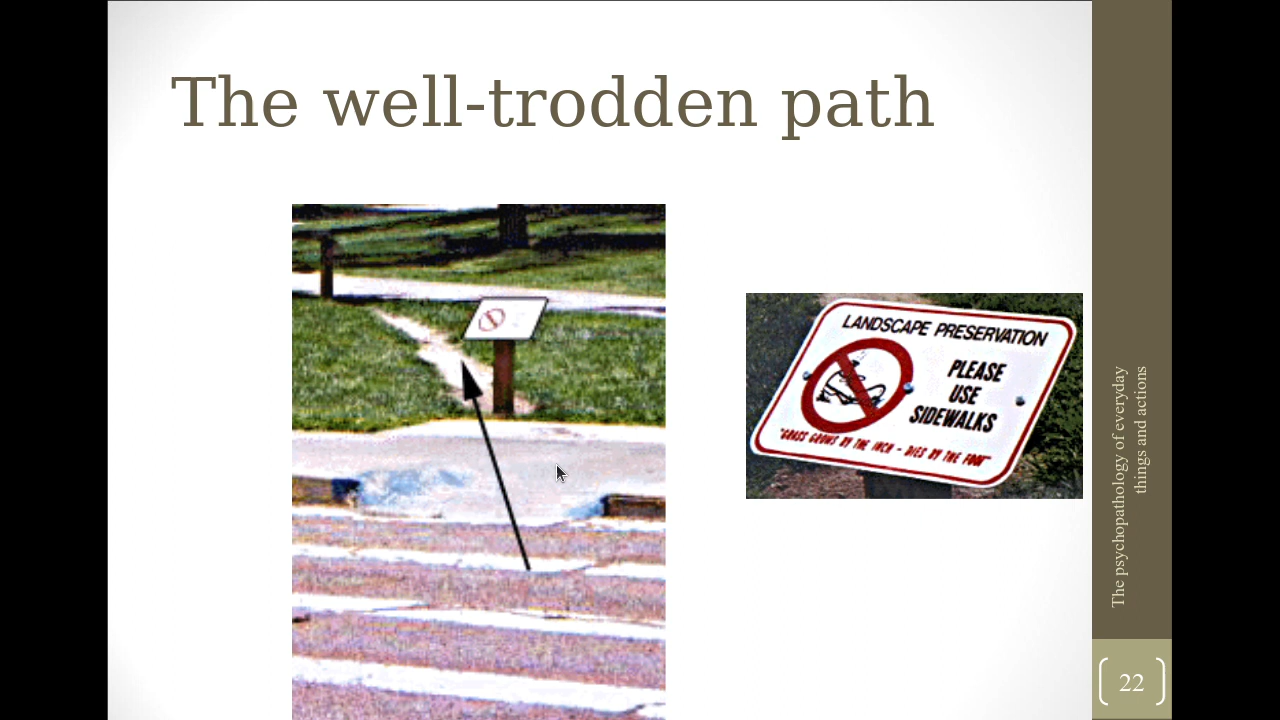 The well-trodden path
LANDSCAPE PRESERVATION
PLEASE
USE
SIDEWALKS
"GRASS GROWS BY THE INCH - DIES BY THE FOOT"
The psychopathology of everyday
things and actions
22